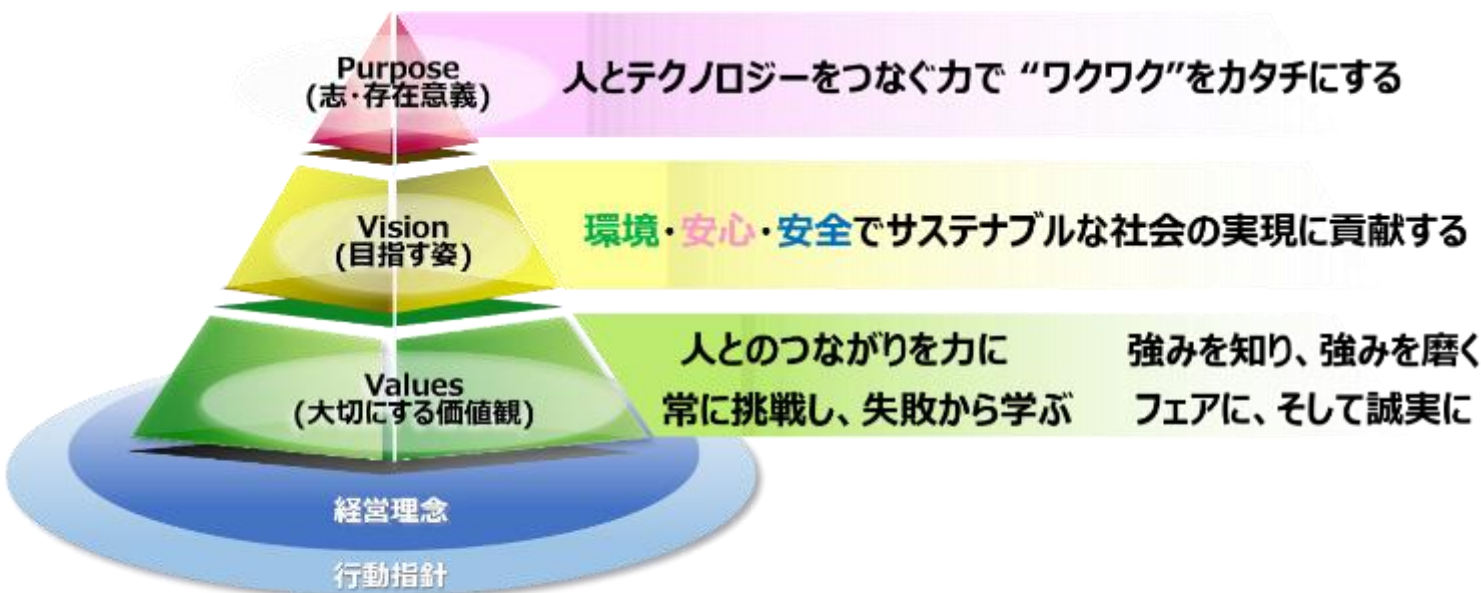 Purpose
(志・存在意義)
人とテクノロジーをつなぐ力で “ワクワク”をカタチにする
Vision
(目指す姿)
環境・安心・安全でサステナブルな社会の実現に貢献する
Values
(大切にする価値観)
人とのつながりを力に 強みを知り、強みを磨く
常に挑戦し、失敗から学ぶ フェアに、そして誠実に
経営理念
行動指針